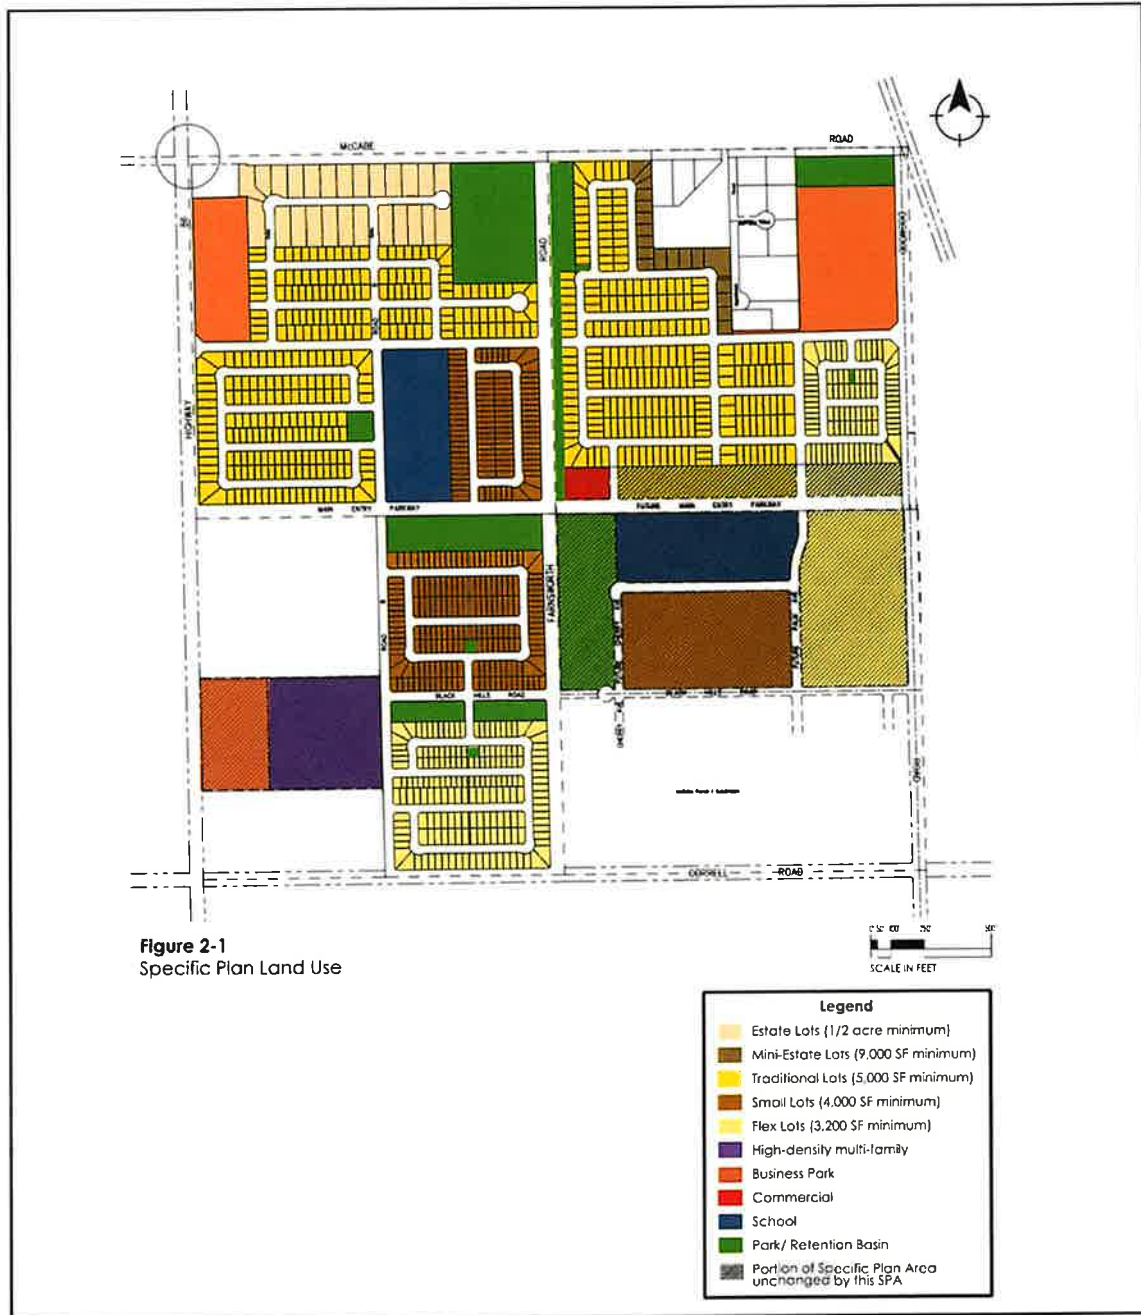 McCABE
ROAD
ROAD
HIGHWAY
ROAD
MAIN ENTRY PARKWAY
FUTURE MAIN ENTRY PARKWAY
FARNSWORTH
ROAD
BLACK HILLS ROAD
CORRELL ROAD
ROAD
Figure 2-1
Specific Plan Land Use
SCALE IN FEET
Legend
Estate Lots (1/2 acre minimum)
Mini-Estate Lots (9,000 SF minimum)
Traditional Lots (5,000 SF minimum)
Small Lots (4,000 SF minimum)
Flex Lots (3,200 SF minimum)
High-density multi-family
Business Park
Commercial
School
Park/ Retention Basin
Portion of Specific Plan Area
unchanged by this SPA